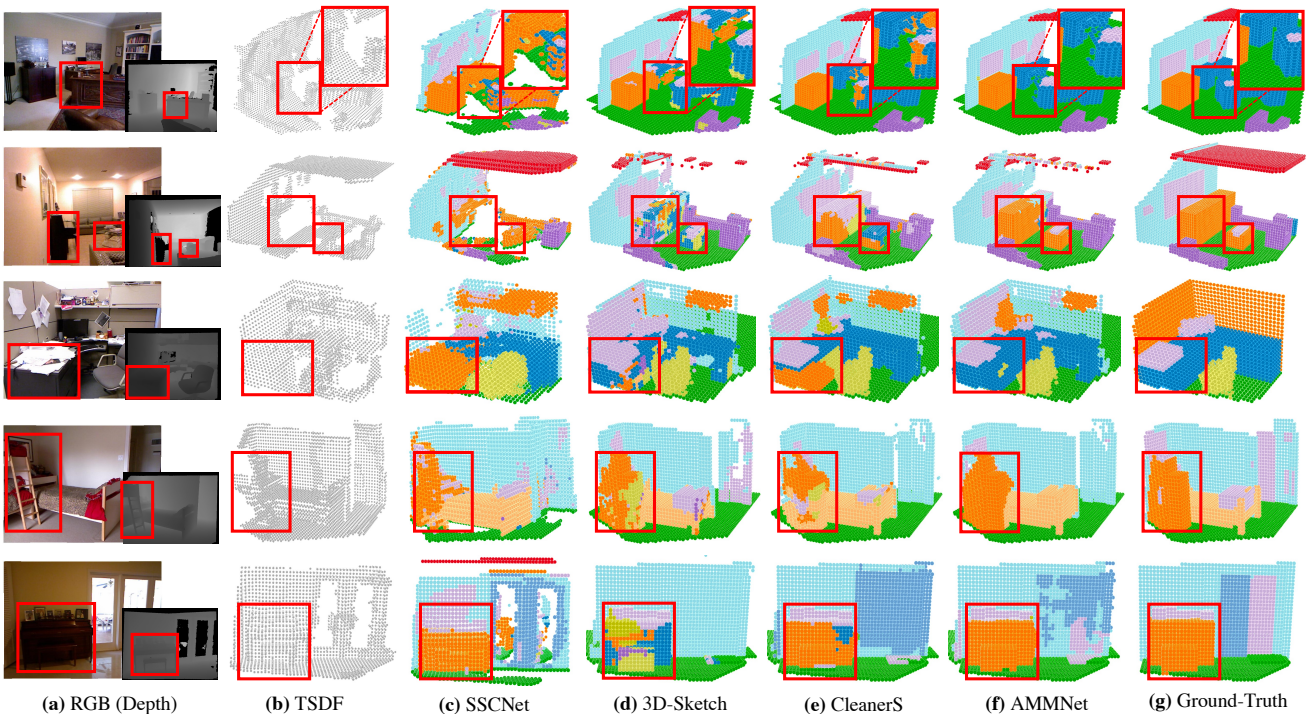 (a) RGB (Depth) (b) TSDF (c) SSCNet (d) 3D-Sketch (e) CleanerS (f) AMMNet (g) Ground-Truth